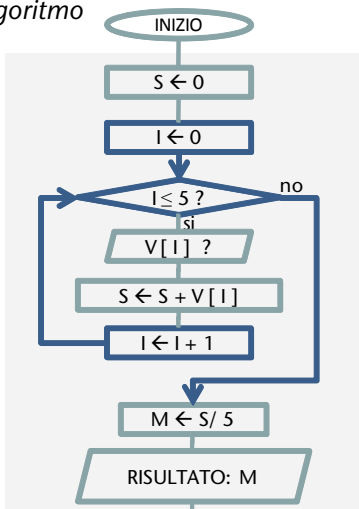 goritmo
INIZIO
S ← 0
I ← 0
I ≤ 5 ?
no
si
V [ I ] ?
S ← S + V [ I ]
I ← I + 1
M ← S/ 5
RISULTATO: M